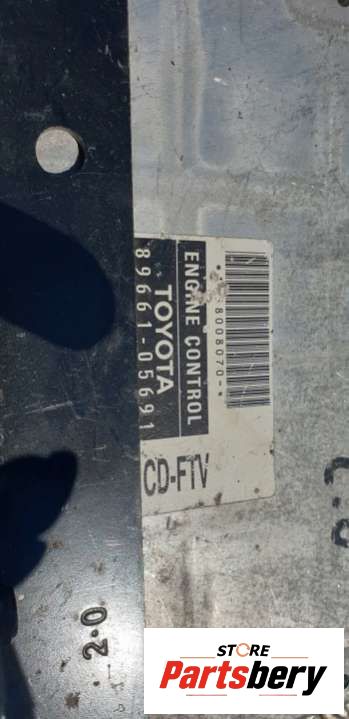 8008070-*
ENGINE CONTROL
TOYOTA
89661-05691
CD-FTV
2.0
STORE
Partsbery